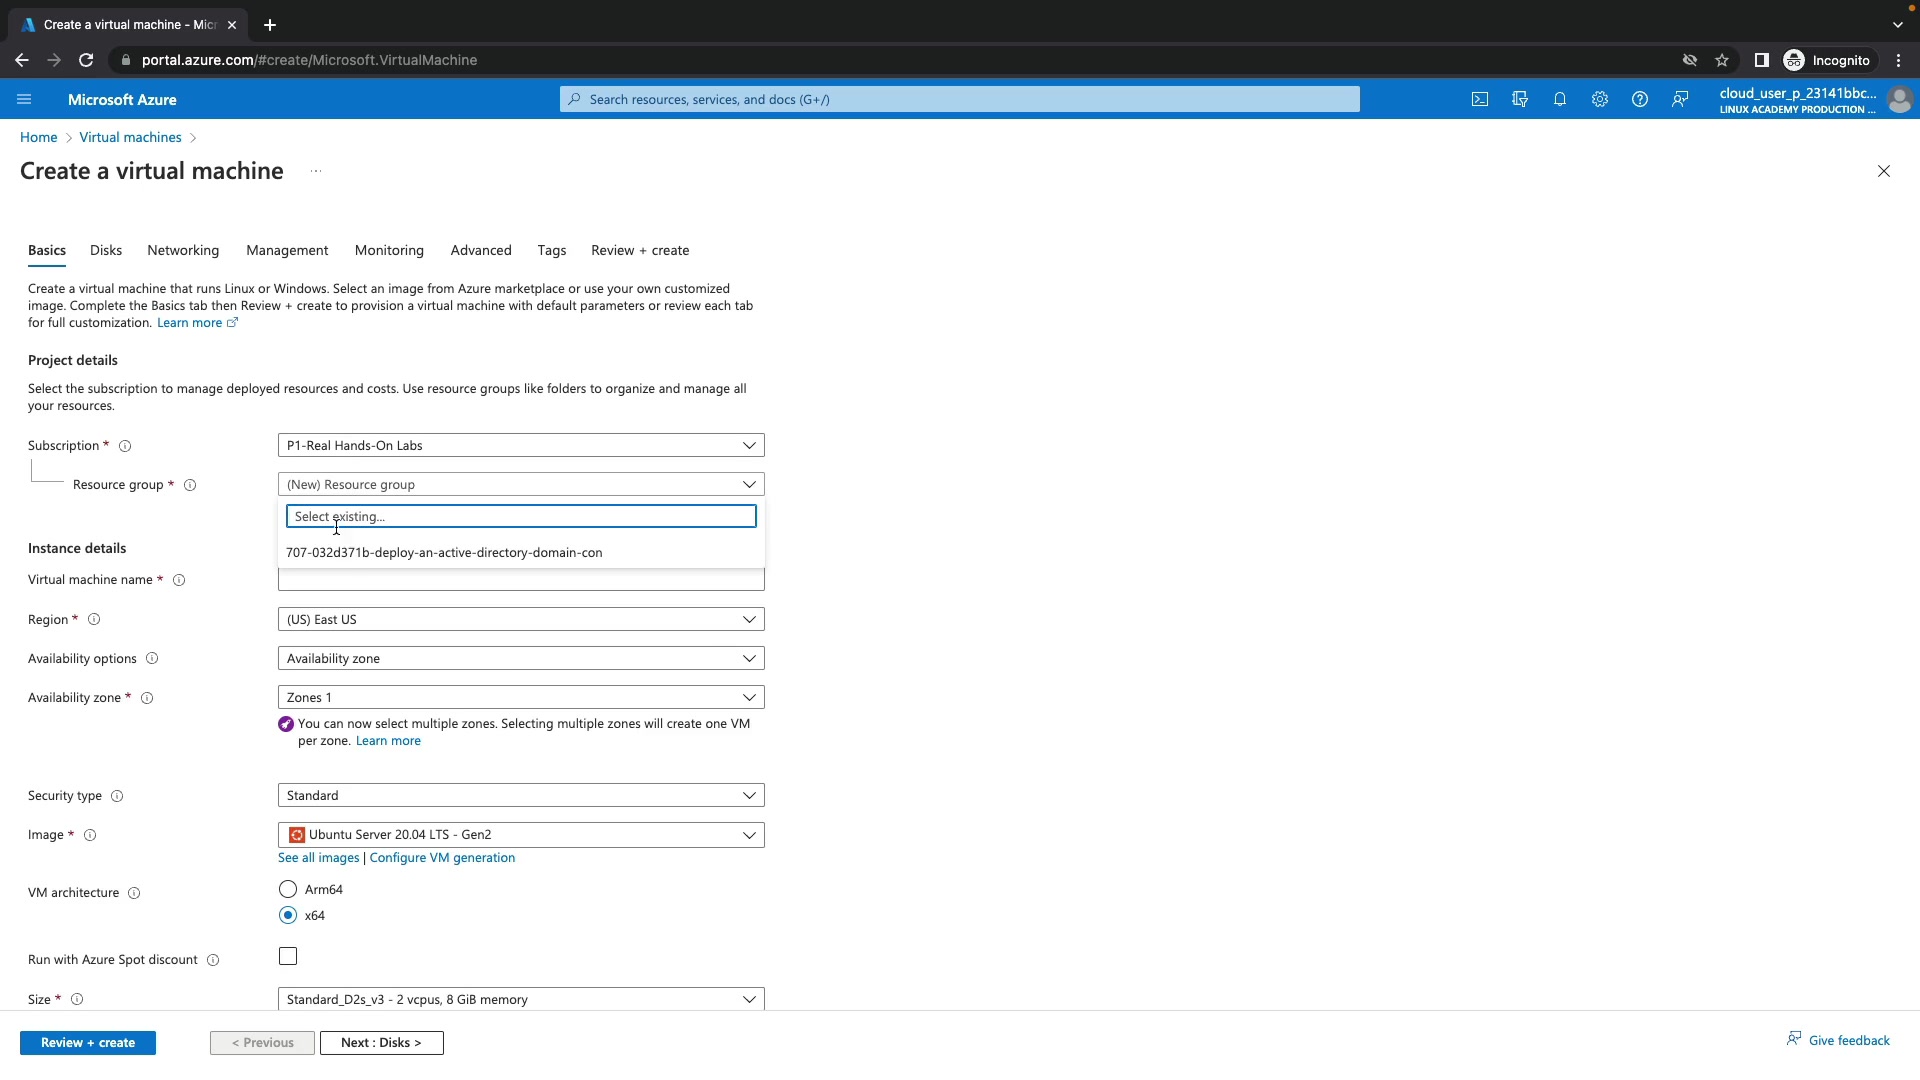 Create a virtual machine - Micr
portal.azure.com/#create/Microsoft.VirtualMachine
Incognito
Microsoft Azure
Search resources, services, and docs (G+/)
cloud_user_p_23141bbc...
LINUX ACADEMY PRODUCTION ...
Home > Virtual machines >
Create a virtual machine ...
Basics Disks Networking Management Monitoring Advanced Tags Review + create
Create a virtual machine that runs Linux or Windows. Select an image from Azure marketplace or use your own customized
image. Complete the Basics tab then Review + create to provision a virtual machine with default parameters or review each tab
for full customization. Learn more
Project details
Select the subscription to manage deployed resources and costs. Use resource groups like folders to organize and manage all
your resources.
Subscription * P1-Real Hands-On Labs
Resource group * (New) Resource group
Select existing...
707-032d371b-deploy-an-active-directory-domain-con
Instance details
Virtual machine name *
Region * (US) East US
Availability options Availability zone
Availability zone * Zones 1
You can now select multiple zones. Selecting multiple zones will create one VM
per zone. Learn more
Security type Standard
Image * Ubuntu Server 20.04 LTS - Gen2
See all images | Configure VM generation
VM architecture Arm64
x64
Run with Azure Spot discount
Size * Standard_D2s_v3 - 2 vcpus, 8 GiB memory
Review + create < Previous Next : Disks > Give feedback